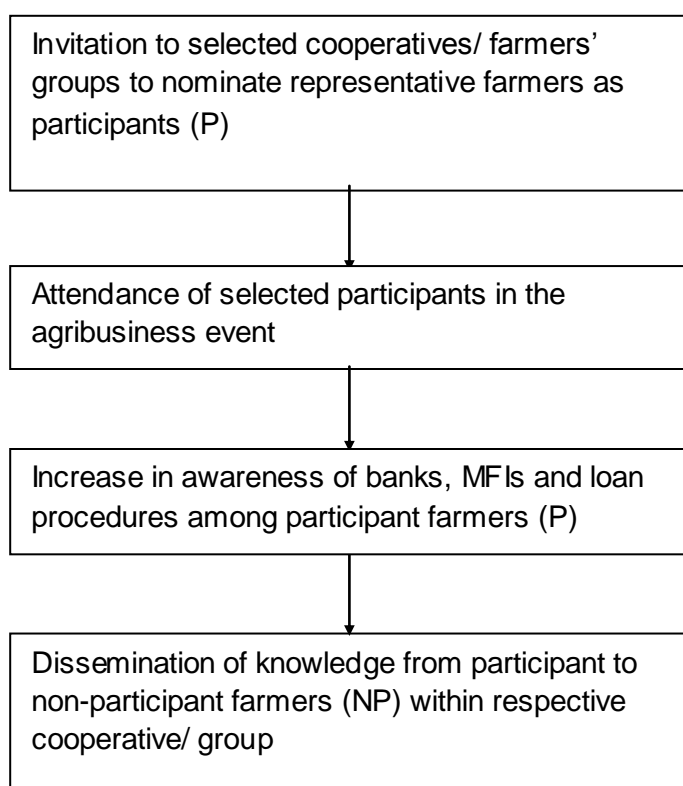 Invitation to selected cooperatives/ farmers’
groups to nominate representative farmers as
participants (P)
Attendance of selected participants in the
agribusiness event
Increase in awareness of banks, MFIs and loan
procedures among participant farmers (P)
Dissemination of knowledge from participant to
non-participant farmers (NP) within respective
cooperative/ group